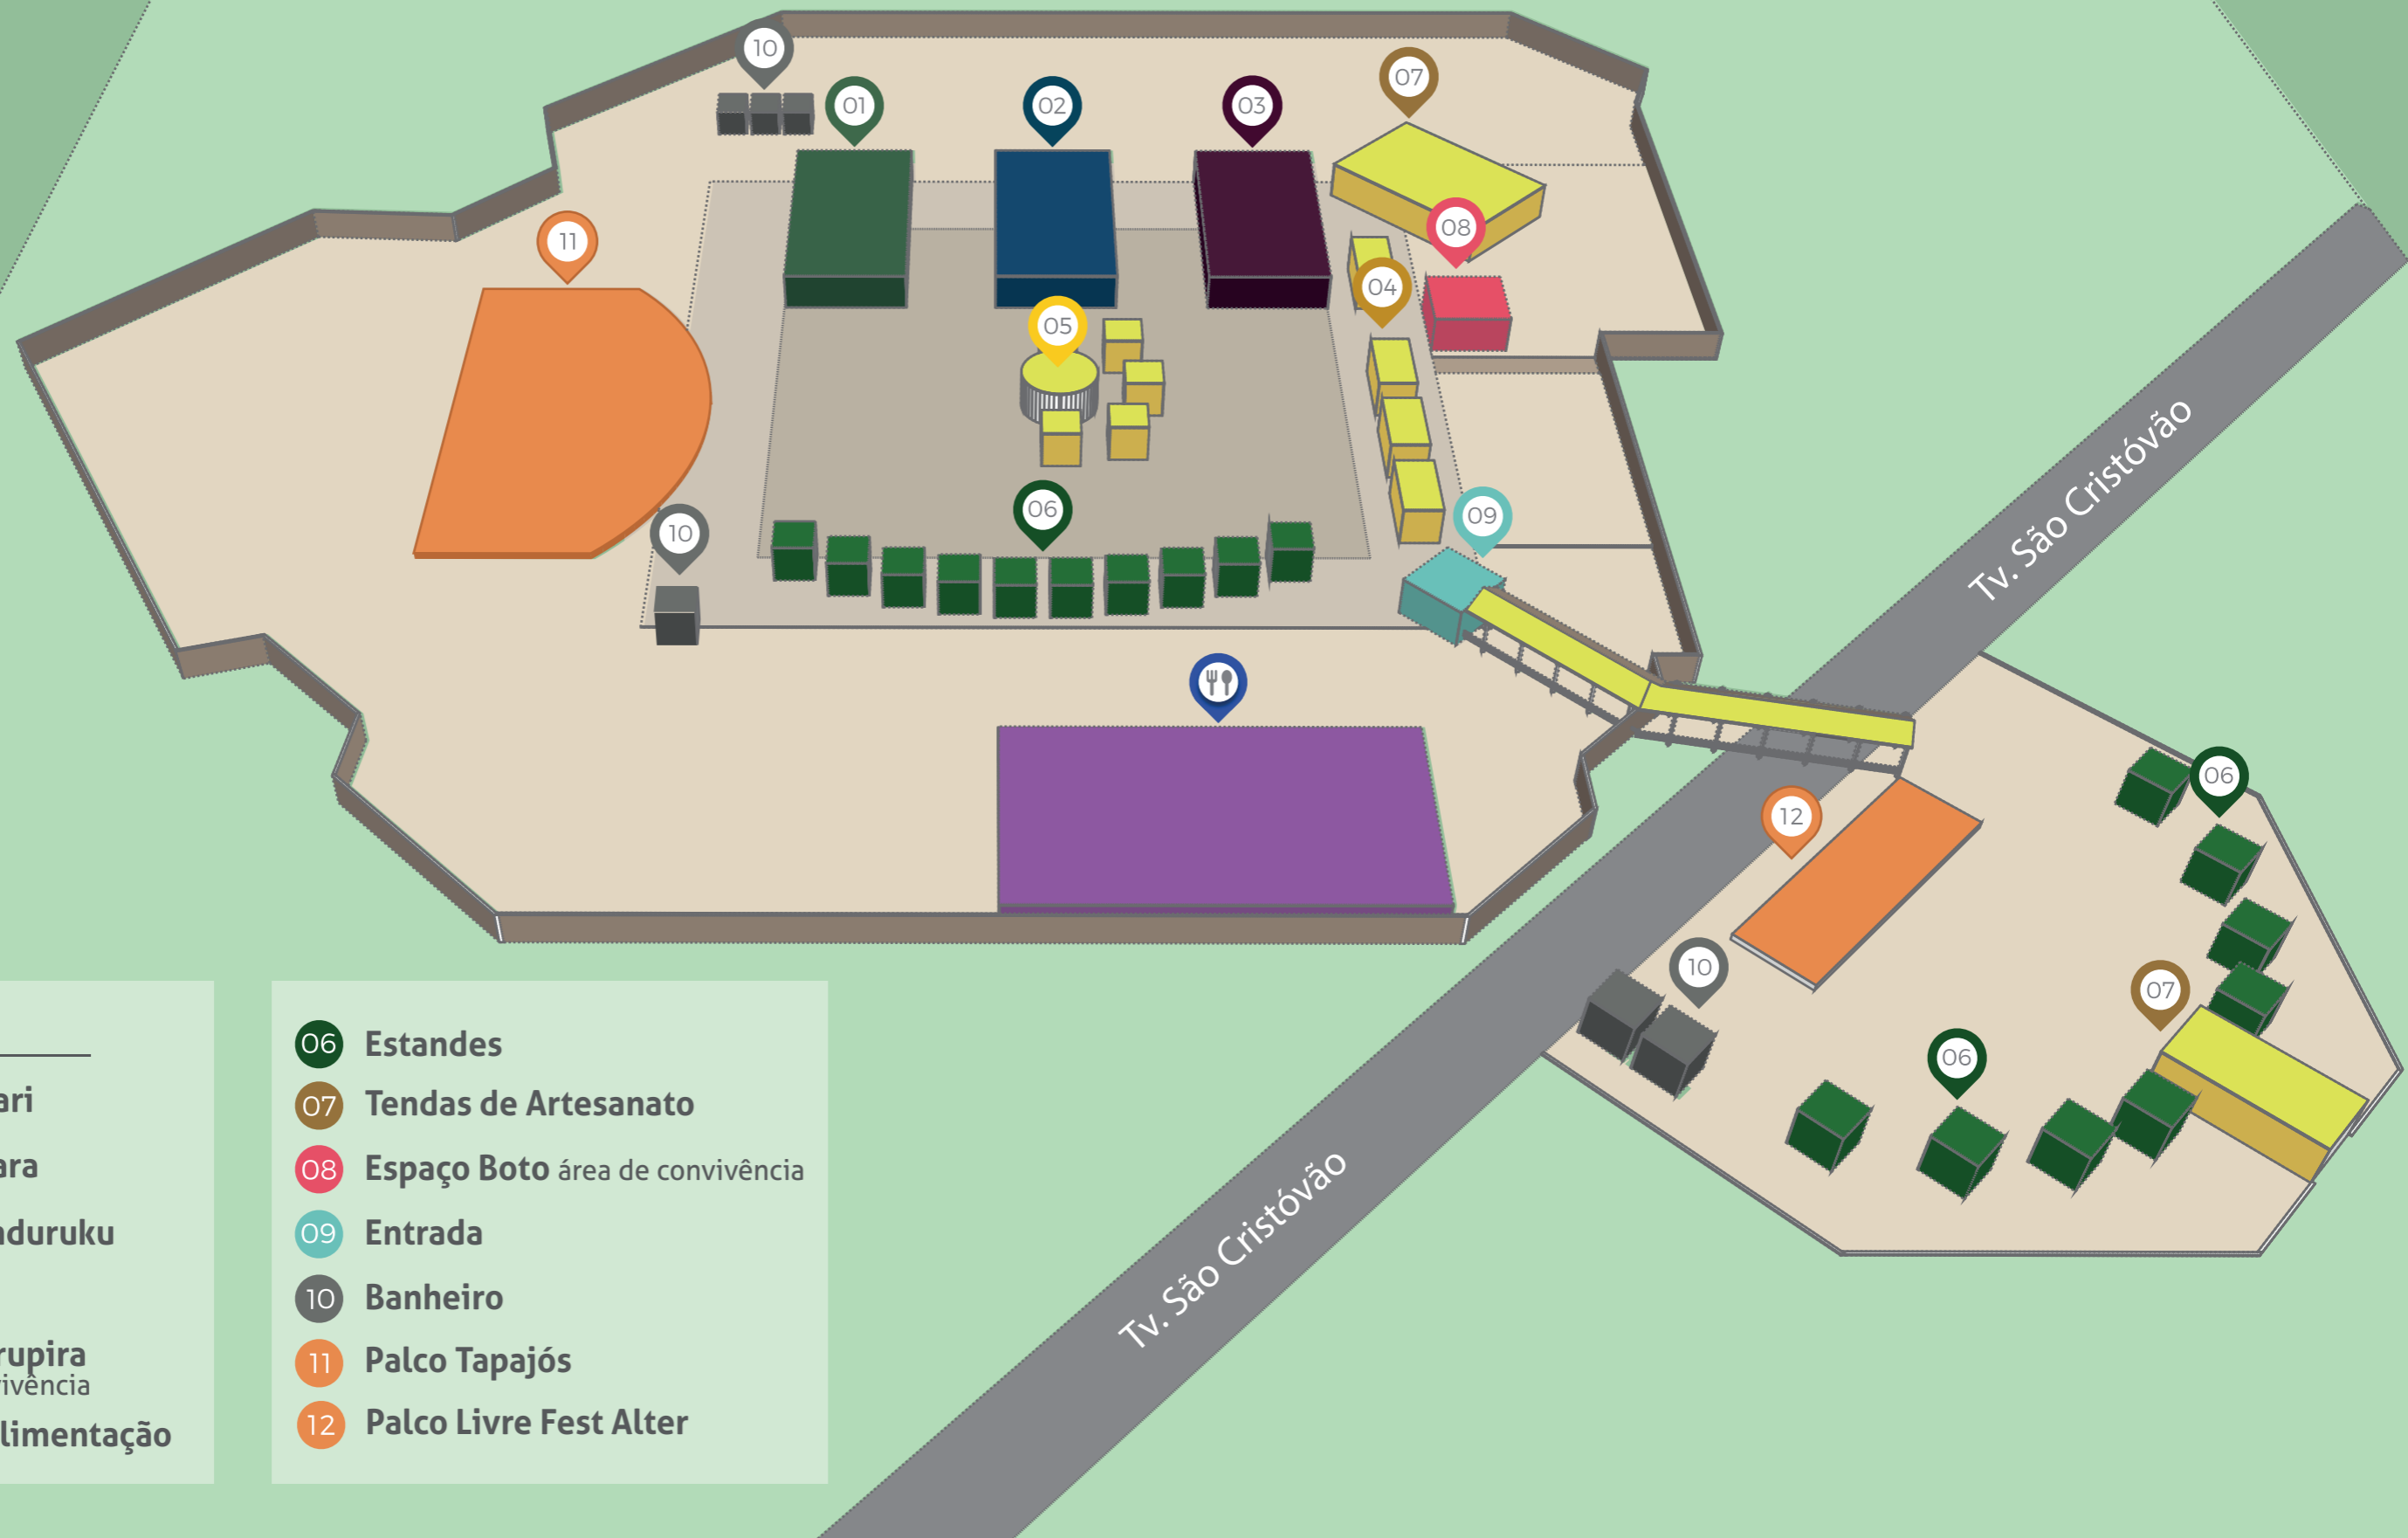 10
01
02
03
07
11
08
04
05
06
10
09
Tv. São Cristóvão
06
12
10
07
06
Tv. São Cristóvão
ari
ara
nduruku
rupira
vivência
limentação
06 Estandes
07 Tendas de Artesanato
08 Espaço Boto área de convivência
09 Entrada
10 Banheiro
11 Palco Tapajós
12 Palco Livre Fest Alter